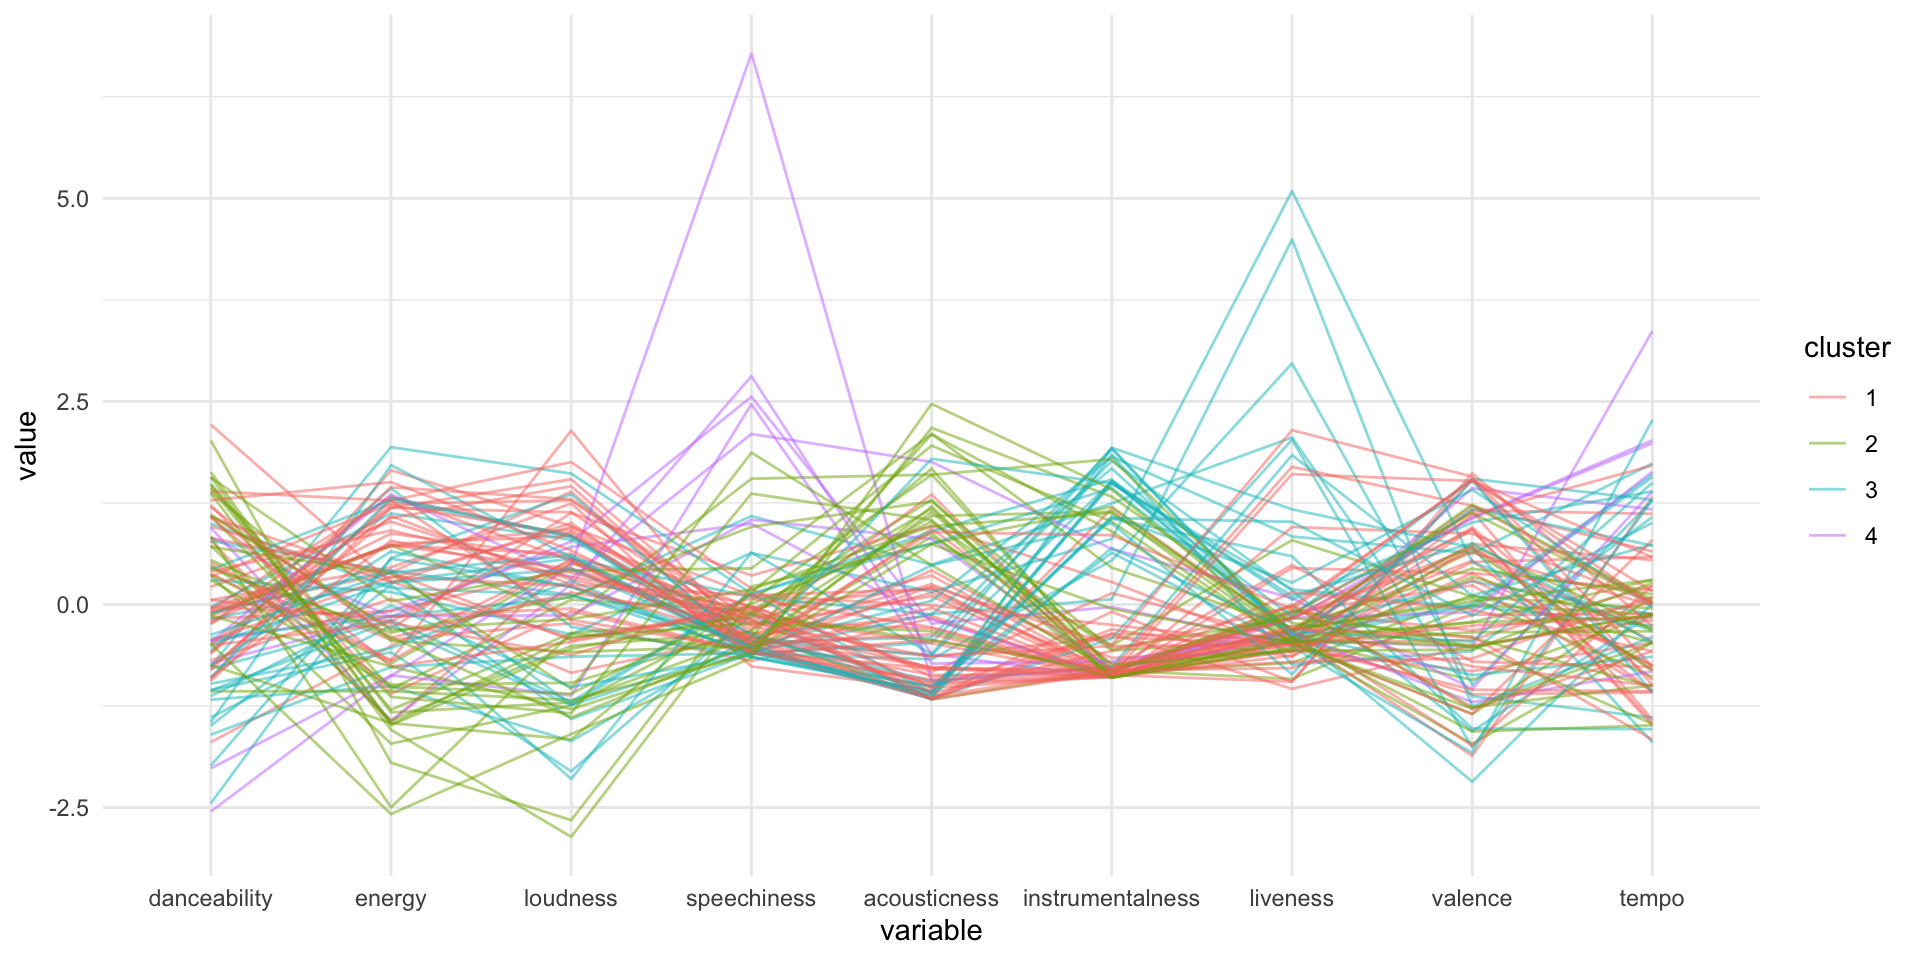 value
5.0
2.5
0.0
-2.5
danceability energy loudness speechiness acousticness instrumentalness liveness valence tempo
variable
cluster
1
2
3
4